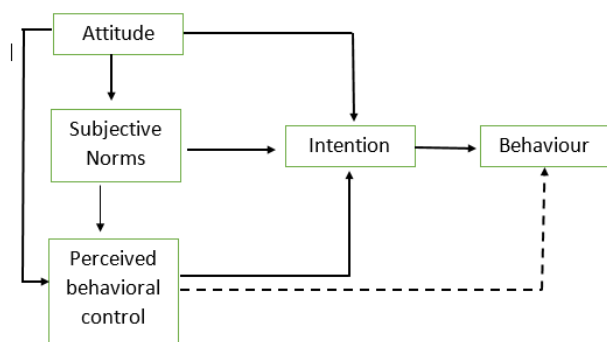 Attitude
Subjective
Norms
Intention
Behaviour
Perceived
behavioral
control